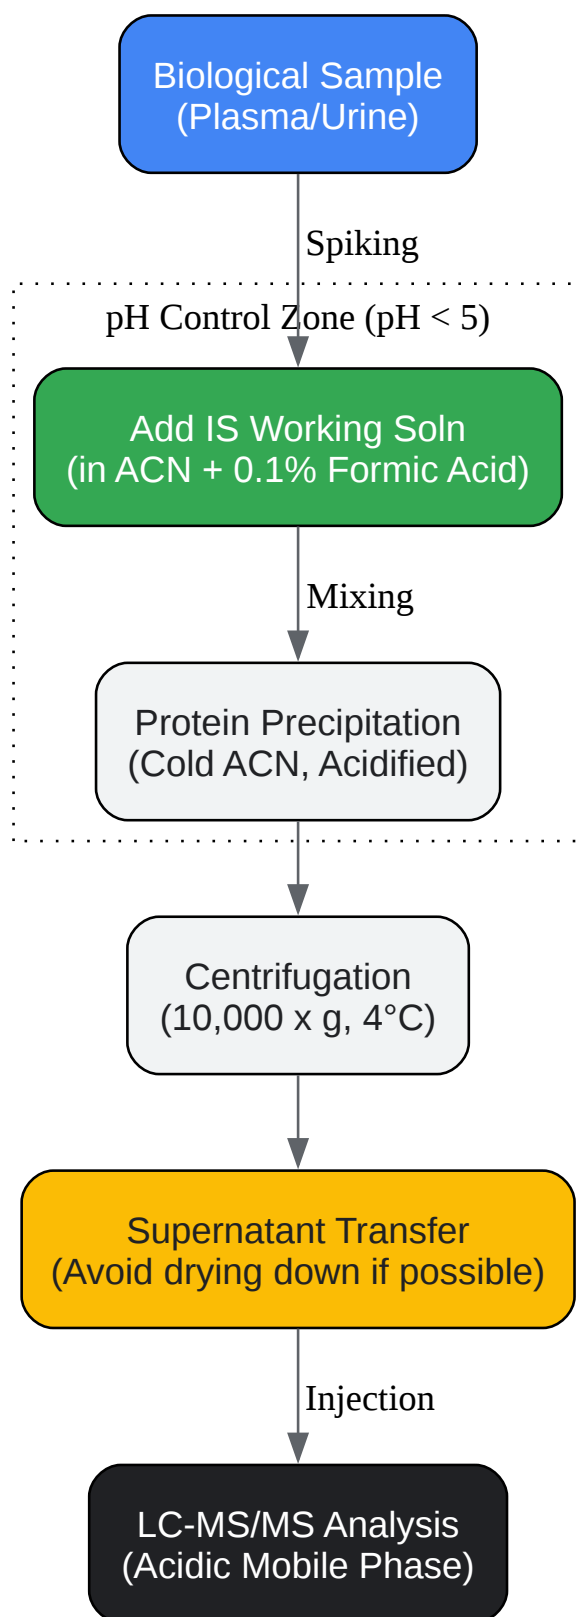 Biological Sample
(Plasma/Urine)
Spiking
pH Control Zone (pH < 5)
Add IS Working Soln
(in ACN + 0.1% Formic Acid)
Mixing
Protein Precipitation
(Cold ACN, Acidified)
Centrifugation
(10,000 x g, 4°C)
Supernatant Transfer
(Avoid drying down if possible)
Injection
LC-MS/MS Analysis
(Acidic Mobile Phase)